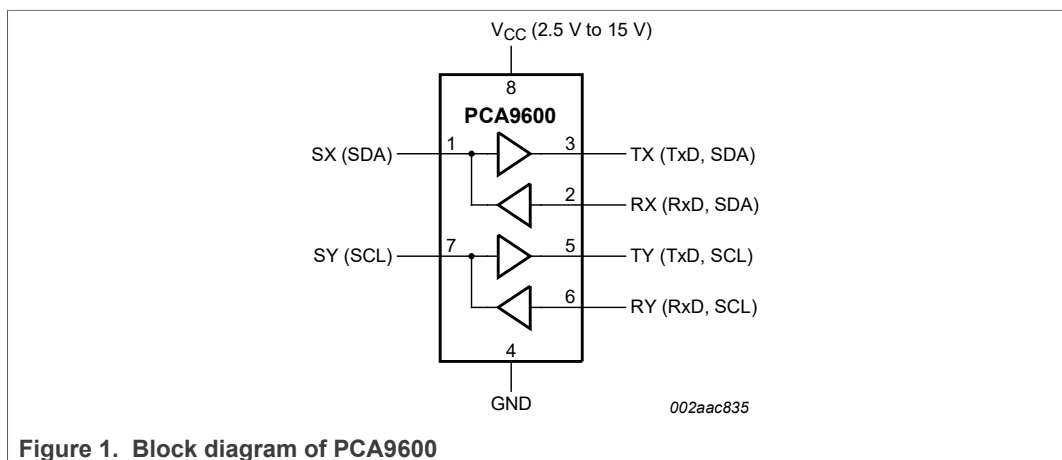 VCC (2.5 V to 15 V)
8
PCA9600
SX (SDA)
1
3
TX (TxD, SDA)
2
RX (RxD, SDA)
SY (SCL)
7
5
TY (TxD, SCL)
6
RY (RxD, SCL)
4
GND
002aac835
Figure 1. Block diagram of PCA9600